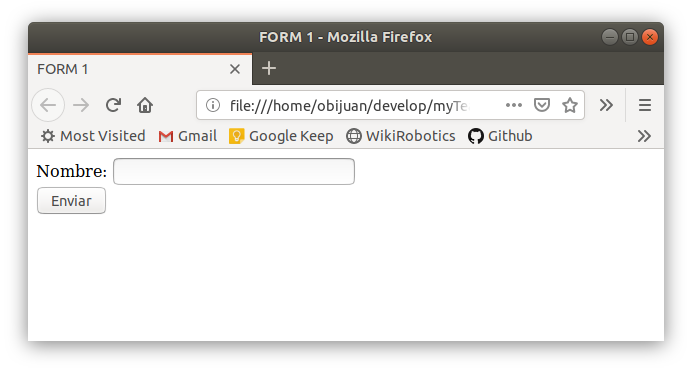 FORM 1 - Mozilla Firefox
FORM 1
file:///home/obijuan/develop/myTe
Most Visited Gmail Google Keep WikiRobotics Github
Nombre:
Enviar